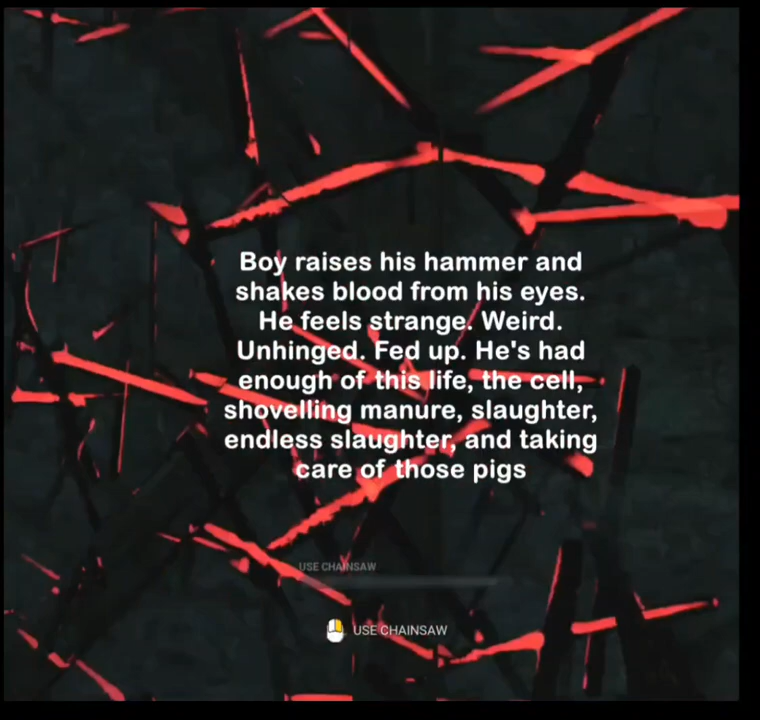 Boy raises his hammer and
shakes blood from his eyes.
He feels strange. Weird.
Unhinged. Fed up. He's had
enough of this life, the cell,
shovelling manure, slaughter,
endless slaughter, and taking
care of those pigs
USE CHAINSAW
USE CHAINSAW